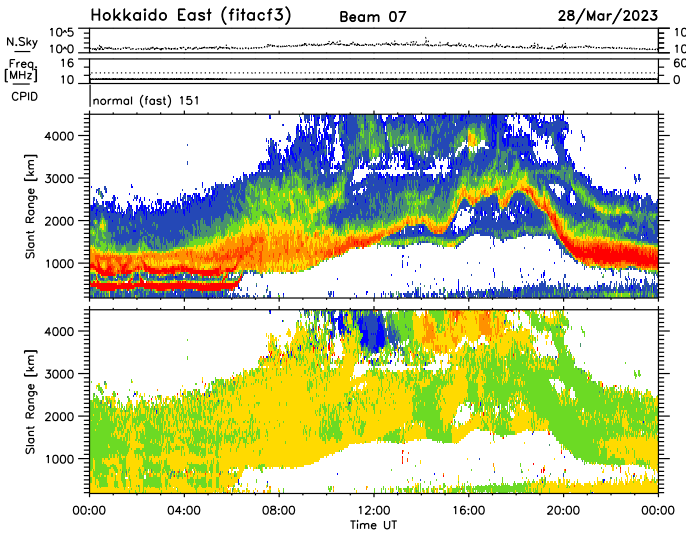 Hokkaido East (fitacf3) Beam 07 28/Mar/2023
N.Sky 10^5 10^0 10 10
Freq. [MHz] 16 10 60 0
CPID normal (fast) 151
Slant Range [km] 4000 3000 2000 1000
Slant Range [km] 4000 3000 2000 1000
00:00 04:00 08:00 12:00 16:00 20:00 00:00
Time UT